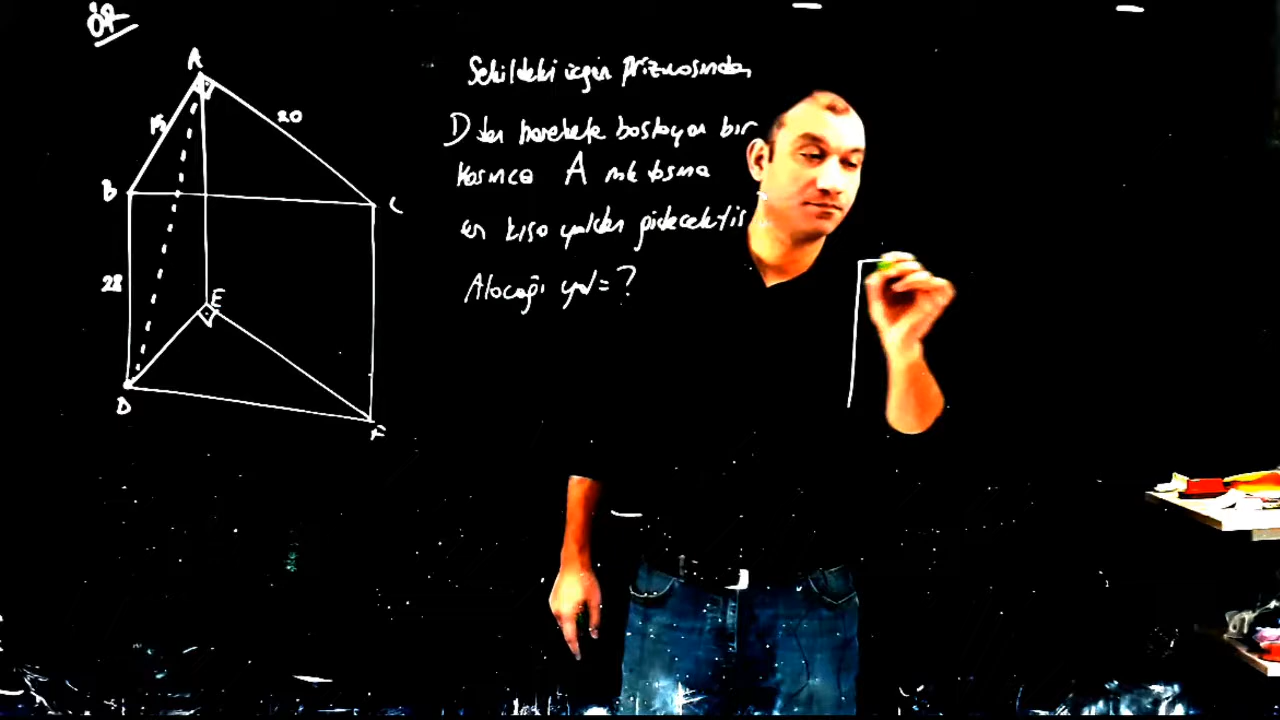 ÖR
A
15
20
B
C
28
E
D
F
Şekildeki üçgen prizmasında
D den harekete başlayan bir
karınca A noktasına
en kısa yoldan gidecektir
Alacağı yol = ?